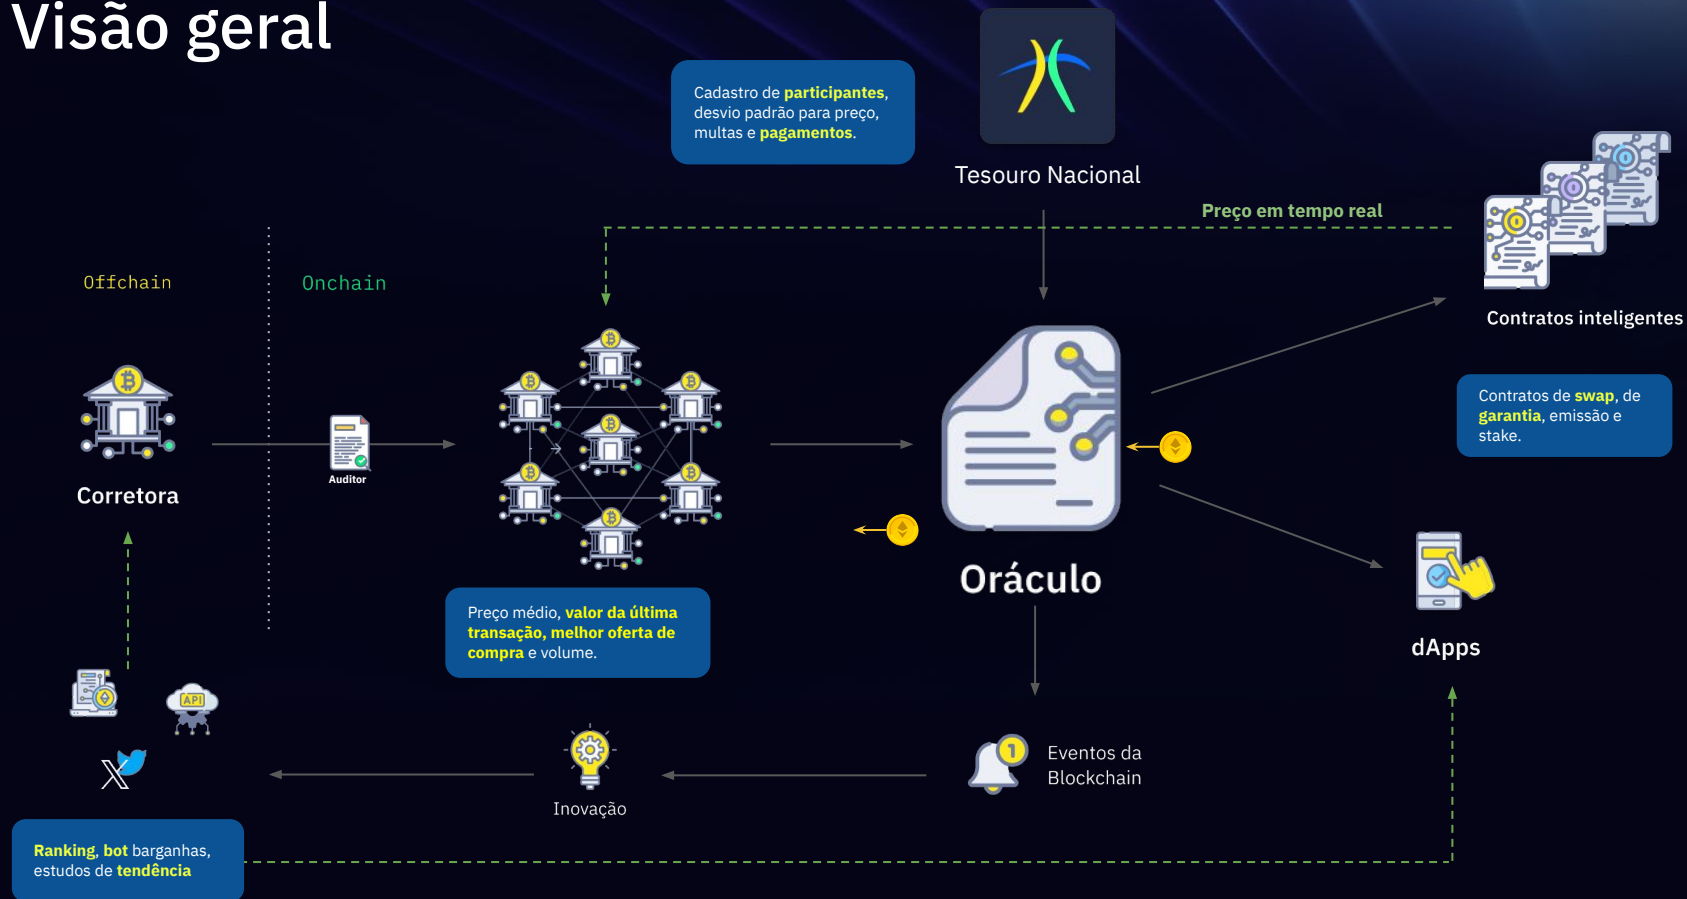 Visão geral
Cadastro de participantes,
desvio padrão para preço,
multas e pagamentos.
Tesouro Nacional
Preço em tempo real
Offchain
Onchain
Contratos inteligentes
Contratos de swap, de
garantia, emissão e
stake.
Auditor
Corretora
Oráculo
Preço médio, valor da última
transação, melhor oferta de
compra e volume.
dApps
API
1
Eventos da
Blockchain
Inovação
Ranking, bot barganhas,
estudos de tendência